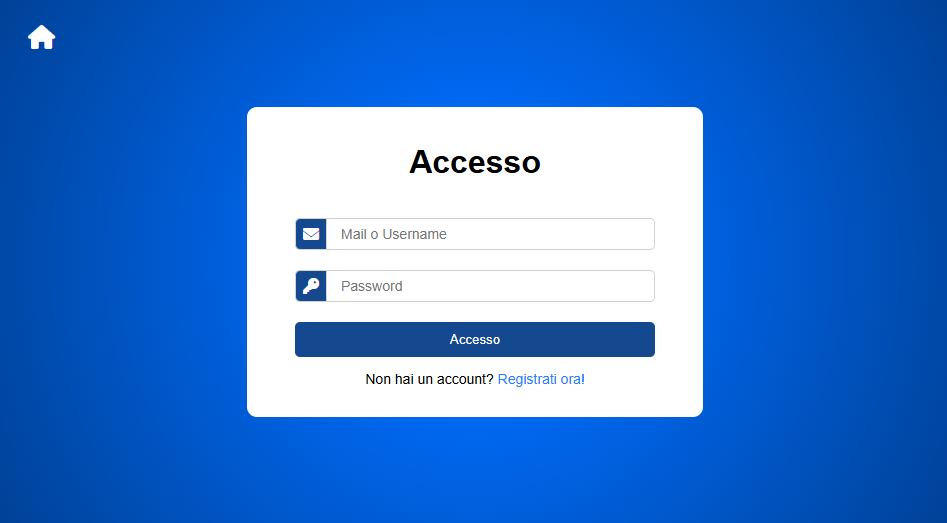 Accesso
Mail o Username
Password
Accesso
Non hai un account? Registrati ora!